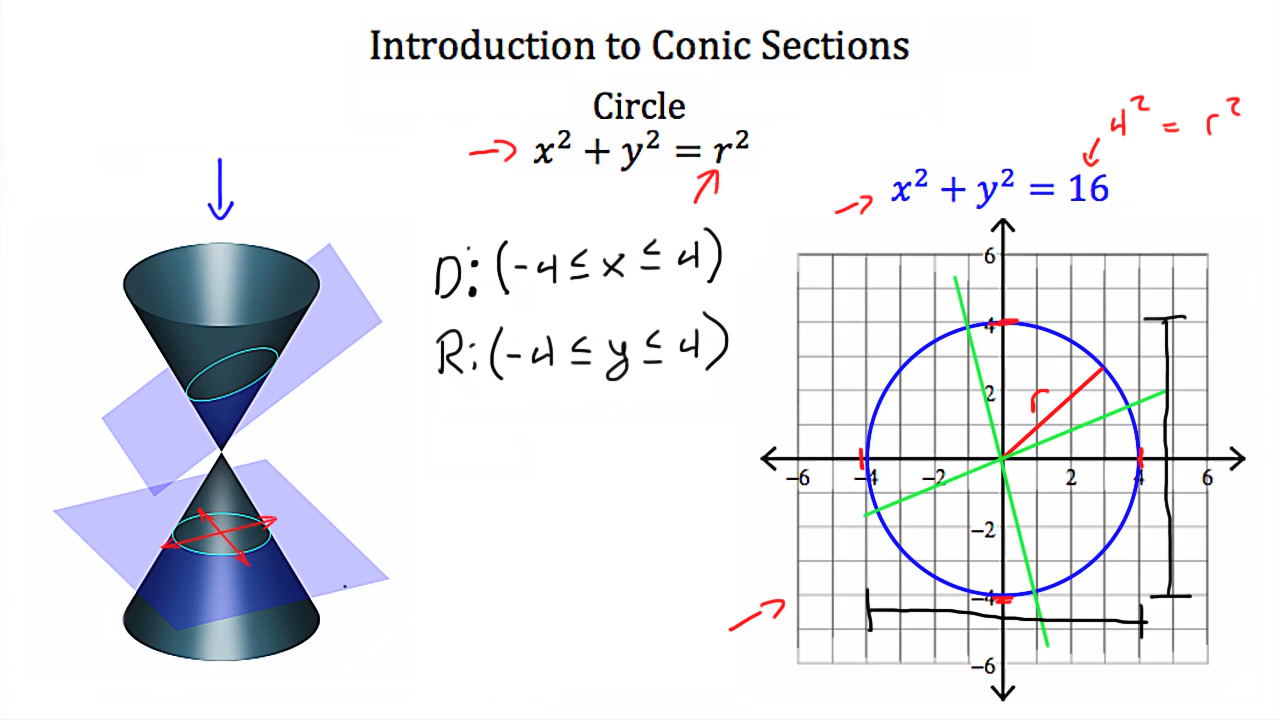 Introduction to Conic Sections
Circle
x² + y² = r²
4² = r²
x² + y² = 16
D: (-4 ≤ x ≤ 4)
R: (-4 ≤ y ≤ 4)
6
4
2
r
−6 −4 −2 2 4 6
−2
−4
−6